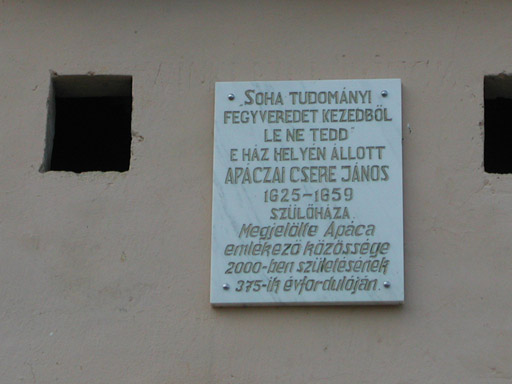 „SOHA TUDOMÁNYI
FEGYVEREDET KEZEDBŐL
LE NE TEDD”
E HÁZ HELYÉN ÁLLOTT
APÁCZAI CSERE JÁNOS
1625-1659
SZÜLŐHÁZA
Megjelölte Apáca
emlékező közössége
2000-ben születésének
375-ik évfordulóján.